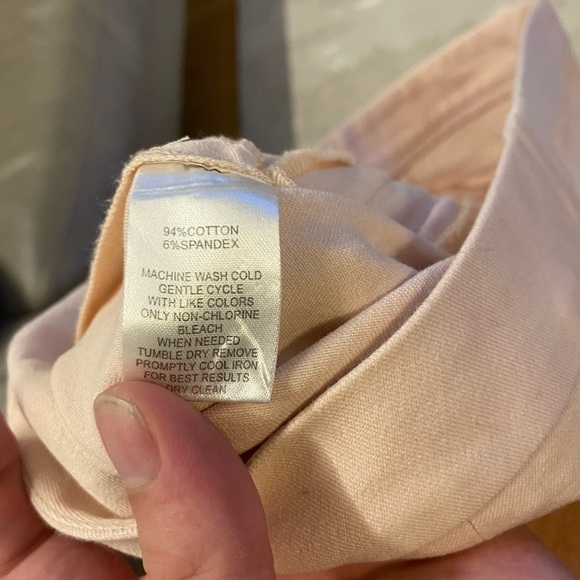 94%COTTON
6%SPANDEX
MACHINE WASH COLD
GENTLE CYCLE
WITH LIKE COLORS
ONLY NON-CHLORINE
BLEACH
WHEN NEEDED
TUMBLE DRY REMOVE
PROMPTLY COOL IRON
FOR BEST RESULTS
DRY CLEAN